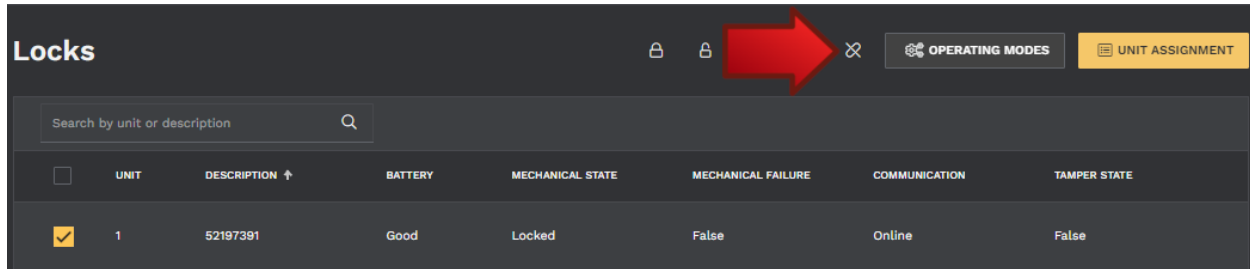 Locks
OPERATING MODES
UNIT ASSIGNMENT
Search by unit or description
UNIT DESCRIPTION BATTERY MECHANICAL STATE MECHANICAL FAILURE COMMUNICATION TAMPER STATE
1 52197391 Good Locked False Online False